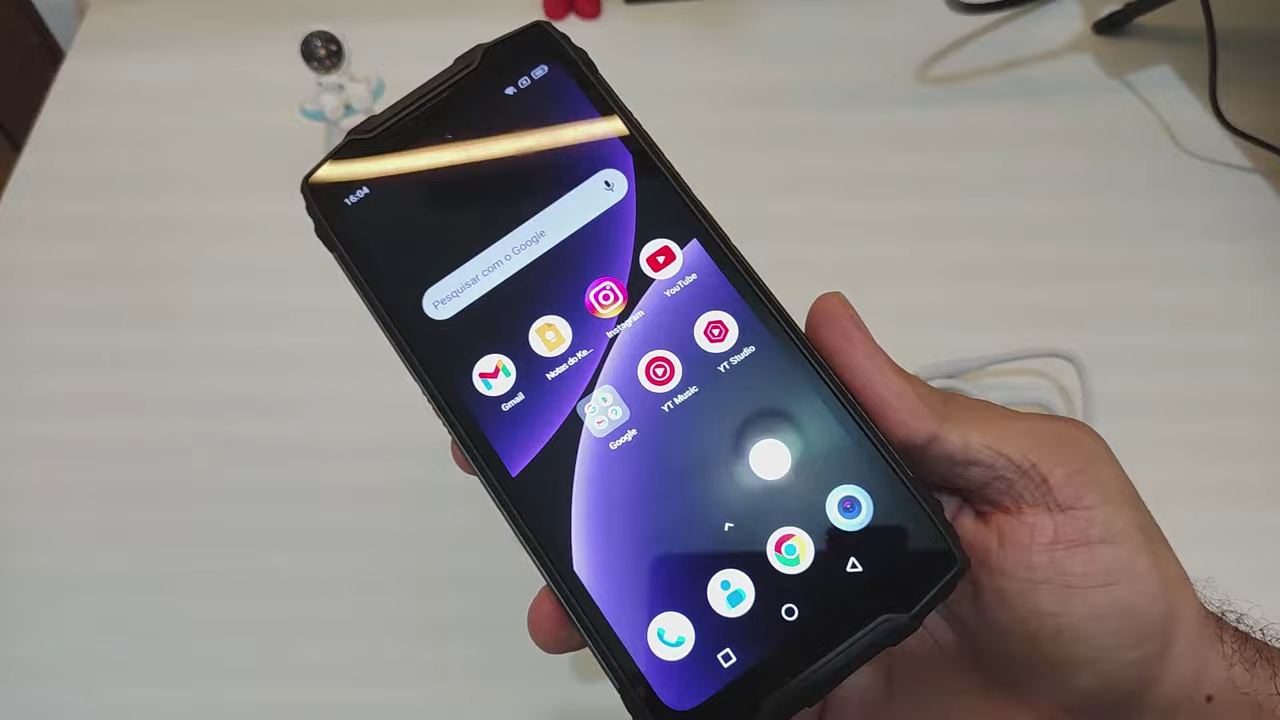 16:04
Pesquisar com o Google
Gmail
Notas do Ke...
Instagram
YouTube
Google
YT Music
YT Studio